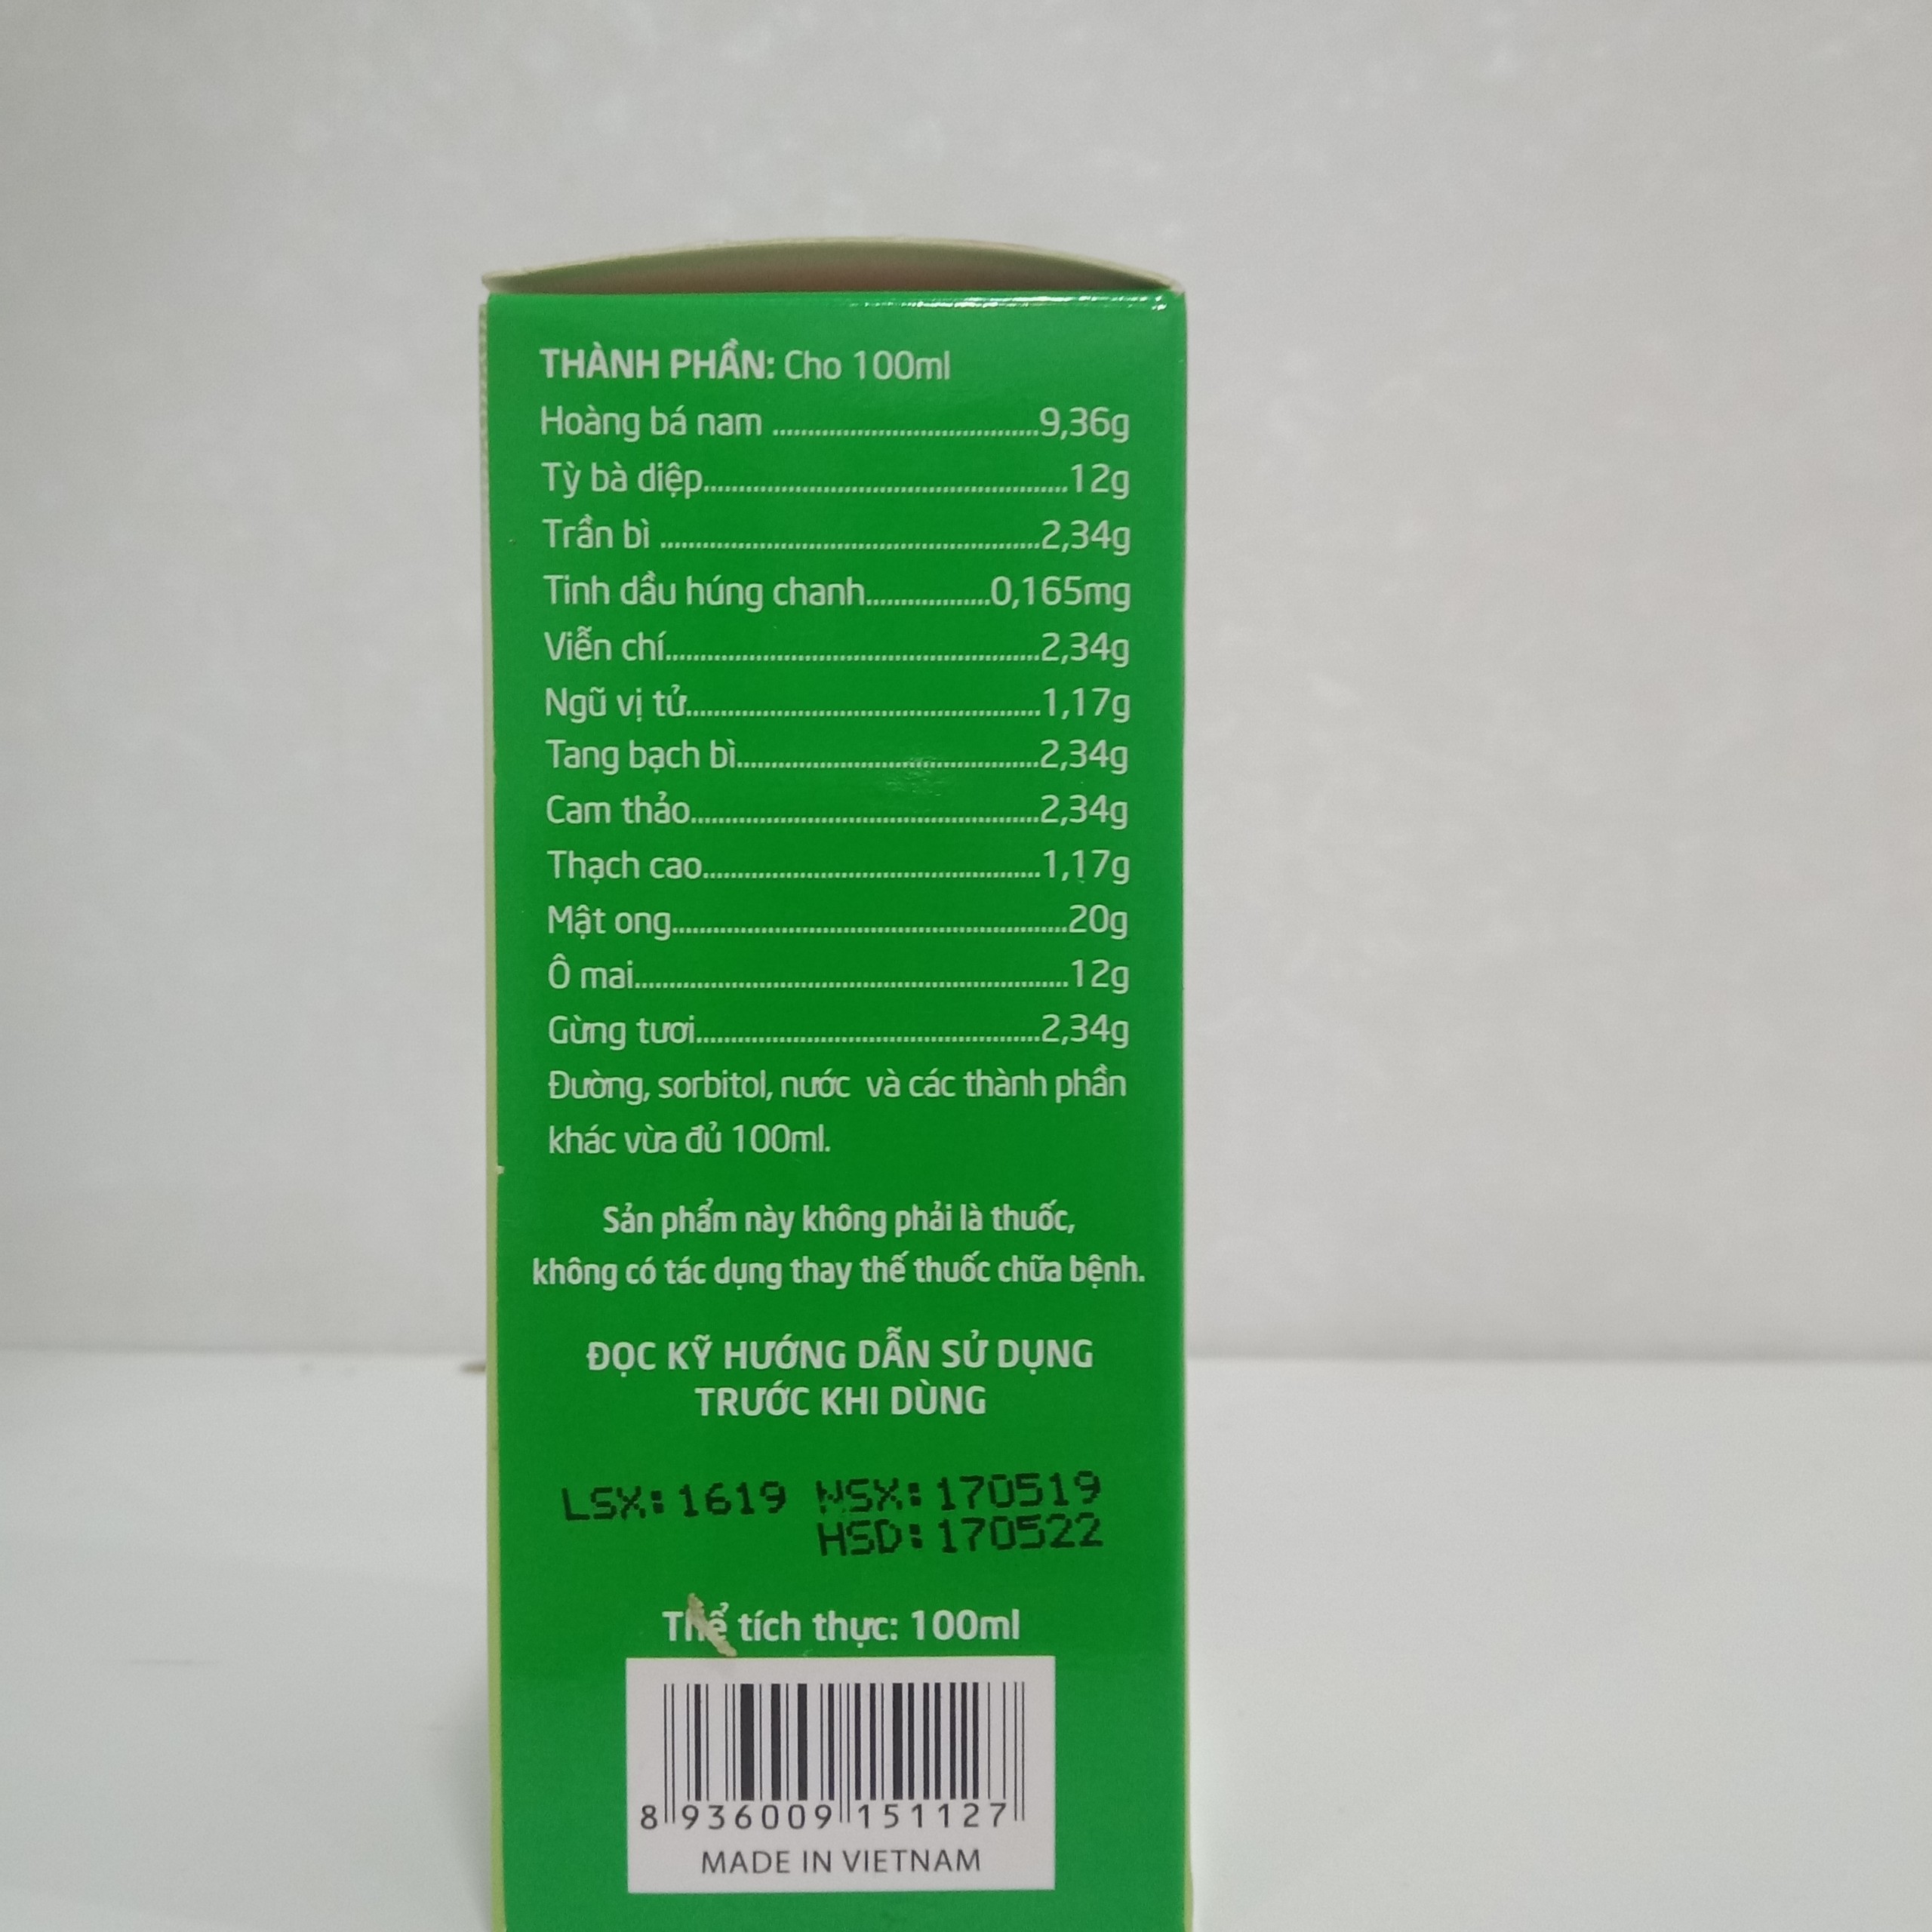 THÀNH PHẦN: Cho 100ml
Hoàng bá nam ......................................9,36g
Tỳ bà diệp....................................................12g
Trần bì ......................................................2,34g
Tinh dầu húng chanh..................0,165mg
Viễn chí.....................................................2,34g
Ngũ vị tử..................................................1,17g
Tang bạch bì...........................................2,34g
Cam thảo.................................................2,34g
Thạch cao................................................1,17g
Mật ong........................................................20g
Ô mai..............................................................12g
Gừng tươi.................................................2,34g
Đường, sorbitol, nước và các thành phần
khác vừa đủ 100ml.
Sản phẩm này không phải là thuốc,
không có tác dụng thay thế thuốc chữa bệnh.
ĐỌC KỸ HƯỚNG DẪN SỬ DỤNG
TRƯỚC KHI DÙNG
LSX:1619 NSX:170519
HSD:170522
Thể tích thực: 100ml
8 936009 151127
MADE IN VIETNAM